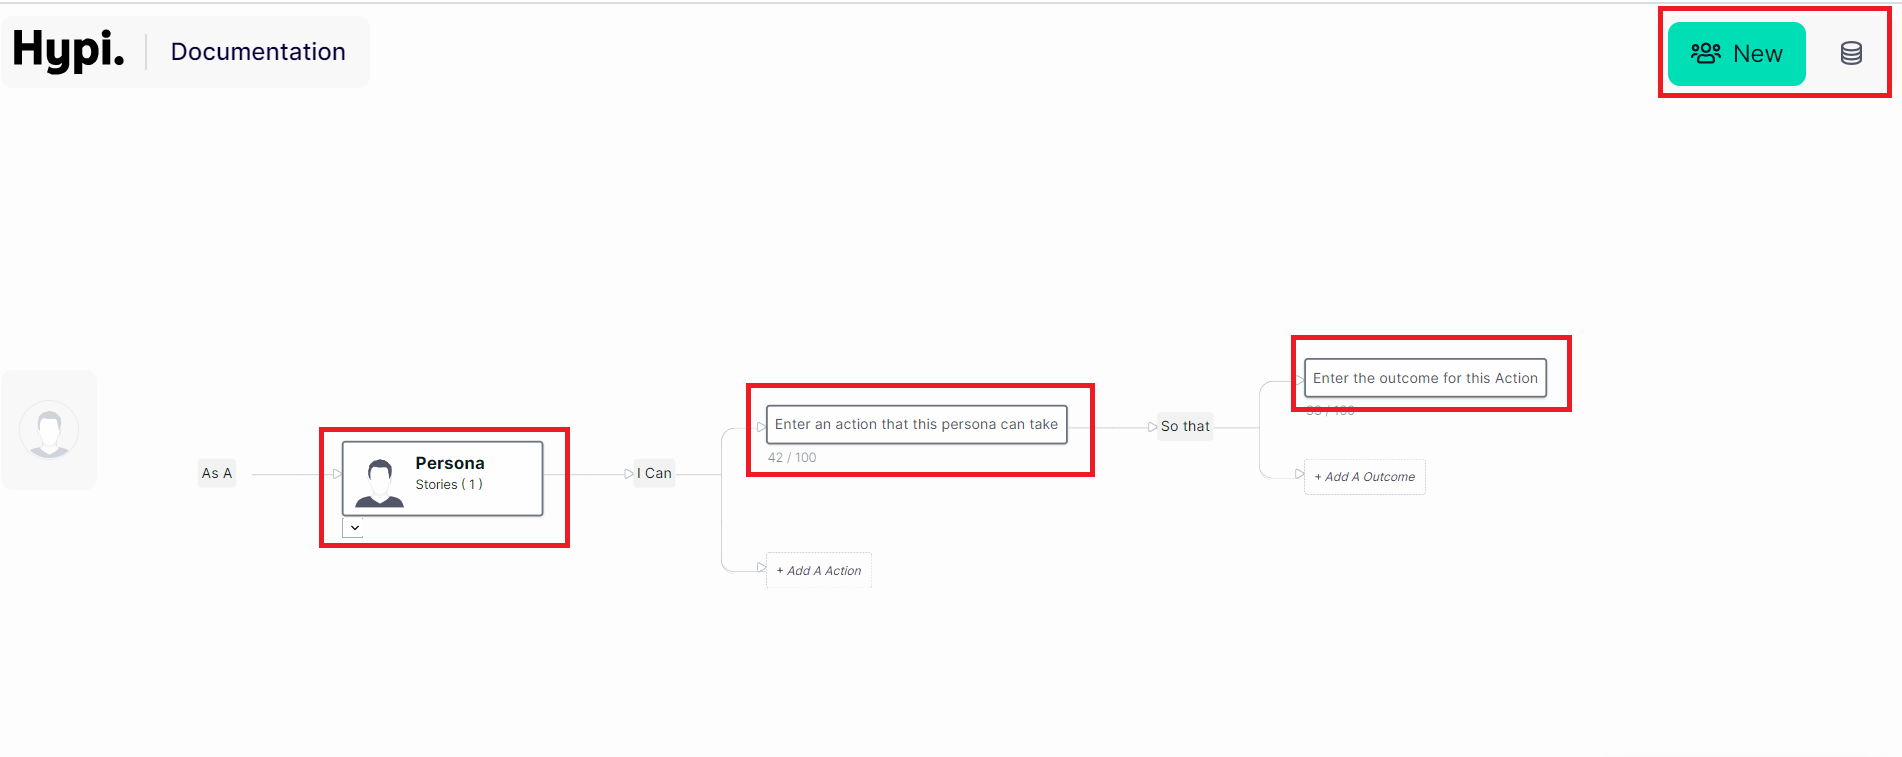 Hypi.
Documentation
New
As A
Persona
Stories ( 1 )
I Can
Enter an action that this persona can take
42 / 100
+ Add A Action
So that
Enter the outcome for this Action
/ 100
+ Add A Outcome